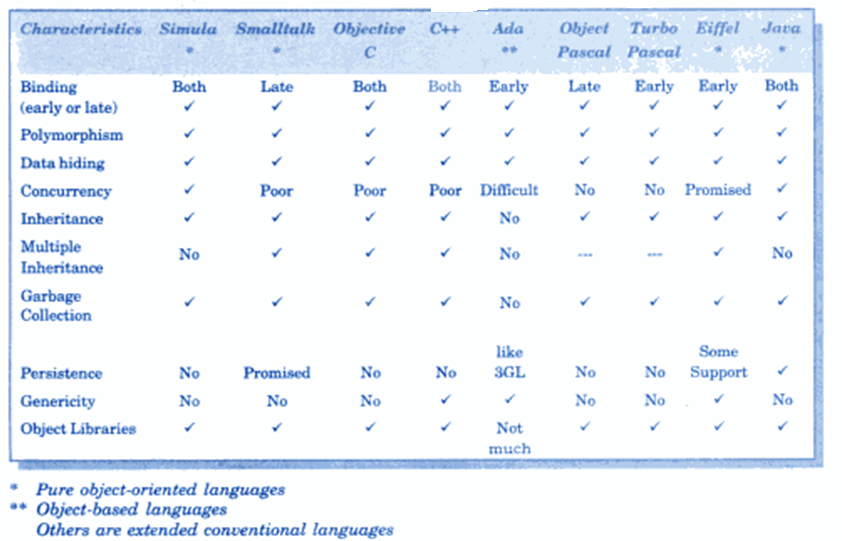 Characteristics Simula Smalltalk Objective C++ Ada Object Turbo Eiffel Java
* * C ** Pascal Pascal * *
Binding Both Late Both Both Early Late Early Early Both
(early or late) ✓ ✓ ✓ ✓ ✓ ✓ ✓ ✓ ✓
Polymorphism ✓ ✓ ✓ ✓ ✓ ✓ ✓ ✓ ✓
Data hiding ✓ ✓ ✓ ✓ ✓ ✓ ✓ ✓ ✓
Concurrency ✓ Poor Poor Poor Difficult No No Promised ✓
Inheritance ✓ ✓ ✓ ✓ No ✓ ✓ ✓ ✓
Multiple
Inheritance No ✓ ✓ ✓ No --- --- ✓ No
Garbage
Collection ✓ ✓ ✓ ✓ No ✓ ✓ ✓ ✓
like Some
Persistence No Promised No No 3GL No No Support ✓
Genericity No No No ✓ ✓ No No ✓ No
Object Libraries ✓ ✓ ✓ ✓ Not ✓ ✓ ✓ ✓
much
* Pure object-oriented languages
** Object-based languages
Others are extended conventional languages